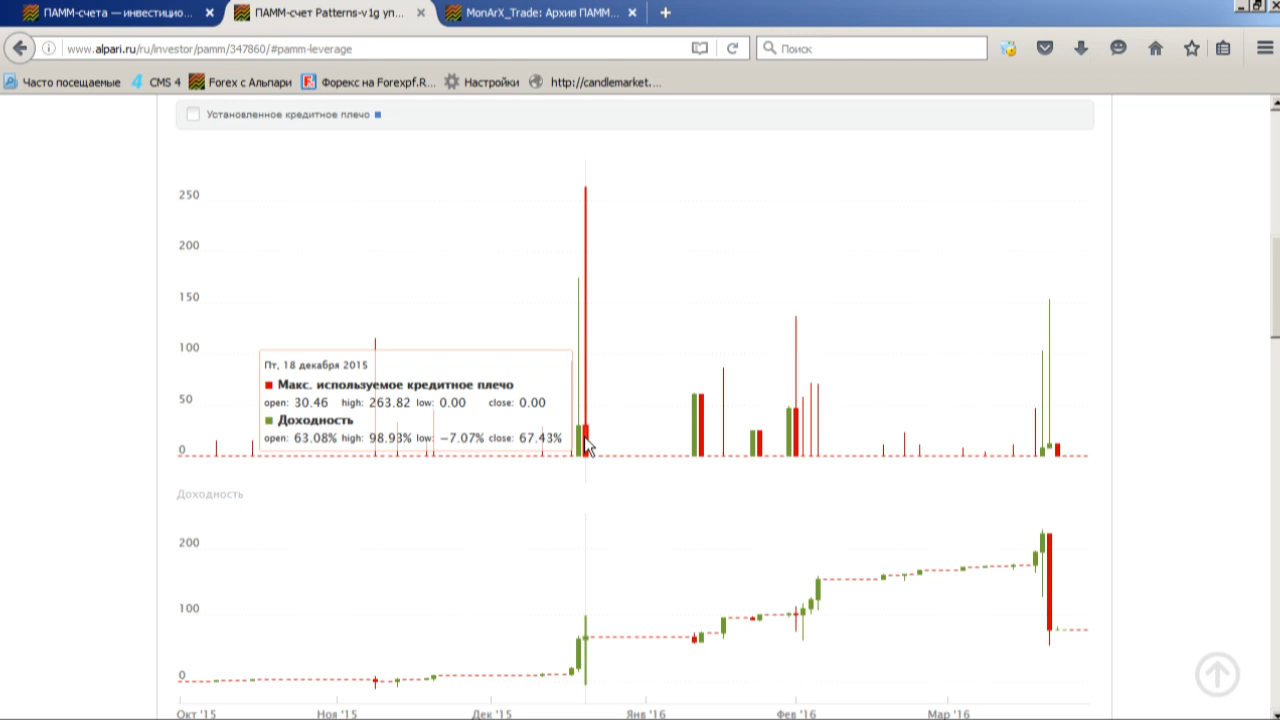 ПАММ-счета — инвестицио...
ПАММ-счет Patterns-v1g уп...
MonArX_Trade: Архив ПАММ...
www.alpari.ru/ru/investor/pamm/347860/#pamm-leverage
Поиск
Часто посещаемые
CMS 4
Forex с Альпари
Форекс на Forexpf.R...
Настройки
http://candlemarket....
Установленное кредитное плечо
250
200
150
100
50
0
Пт, 18 декабря 2015
Макс. используемое кредитное плечо
open: 30.46 high: 263.82 low: 0.00 close: 0.00
Доходность
open: 63.08% high: 98.93% low: −7.07% close: 67.43%
Доходность
200
100
0
Окт '15 Ноя '15 Дек '15 Янв '16 Фев '16 Мар '16